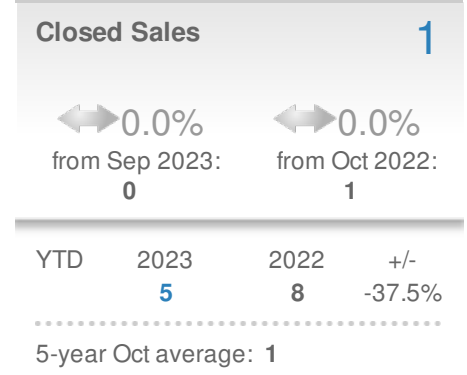 Closed Sales 1
0.0% 0.0%
from Sep 2023: from Oct 2022:
0 1
YTD 2023 2022 +/-
5 8 -37.5%
5-year Oct average: 1